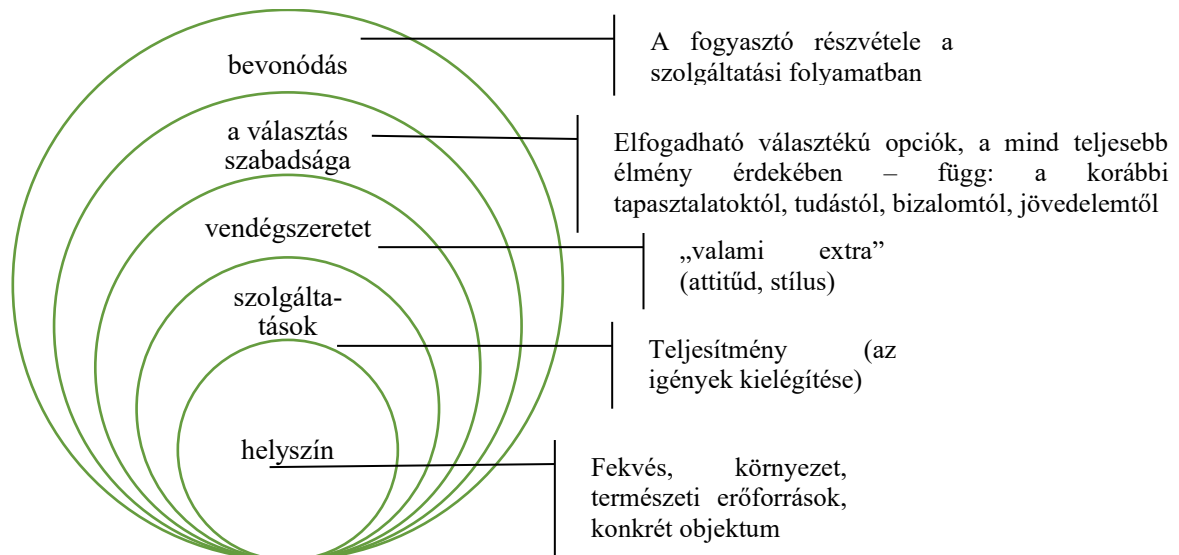 bevonódás
A fogyasztó részvétele a
szolgáltatási folyamatban
a választás
szabadsága
Elfogadható választékú opciók, a mind teljesebb
élmény érdekében – függ: a korábbi
tapasztalatoktól, tudástól, bizalomtól, jövedelemtől
vendégszeretet
„valami extra”
(attitűd, stílus)
szolgálta-
tások
Teljesítmény (az
igények kielégítése)
helyszín
Fekvés, környezet,
természeti erőforrások,
konkrét objektum